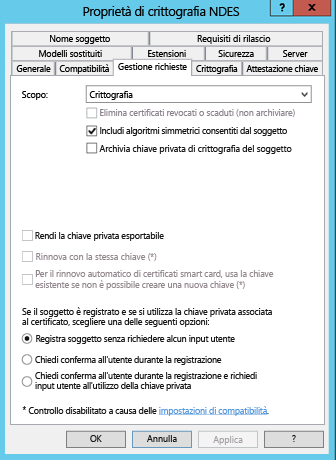 Proprietà di crittografia NDES
? x
Nome soggetto Requisiti di rilascio
Modelli sostituiti Estensioni Sicurezza Server
Generale Compatibilità Gestione richieste Crittografia Attestazione chiave
Scopo: Crittografia
Elimina certificati revocati o scaduti (non archiviare)
Includi algoritmi simmetrici consentiti dal soggetto
Archivia chiave privata di crittografia del soggetto
Rendi la chiave privata esportabile
Rinnova con la stessa chiave (*)
Per il rinnovo automatico di certificati smart card, usa la chiave
esistente se non è possibile creare una nuova chiave (*)
Se il soggetto è registrato e se si utilizza la chiave privata associata
al certificato, scegliere una delle seguenti opzioni:
Registra soggetto senza richiedere alcun input utente
Chiedi conferma all'utente durante la registrazione
Chiedi conferma all'utente durante la registrazione e richiedi
input utente all'utilizzo della chiave privata
* Controllo disabilitato a causa delle impostazioni di compatibilità.
OK Annulla Applica ?